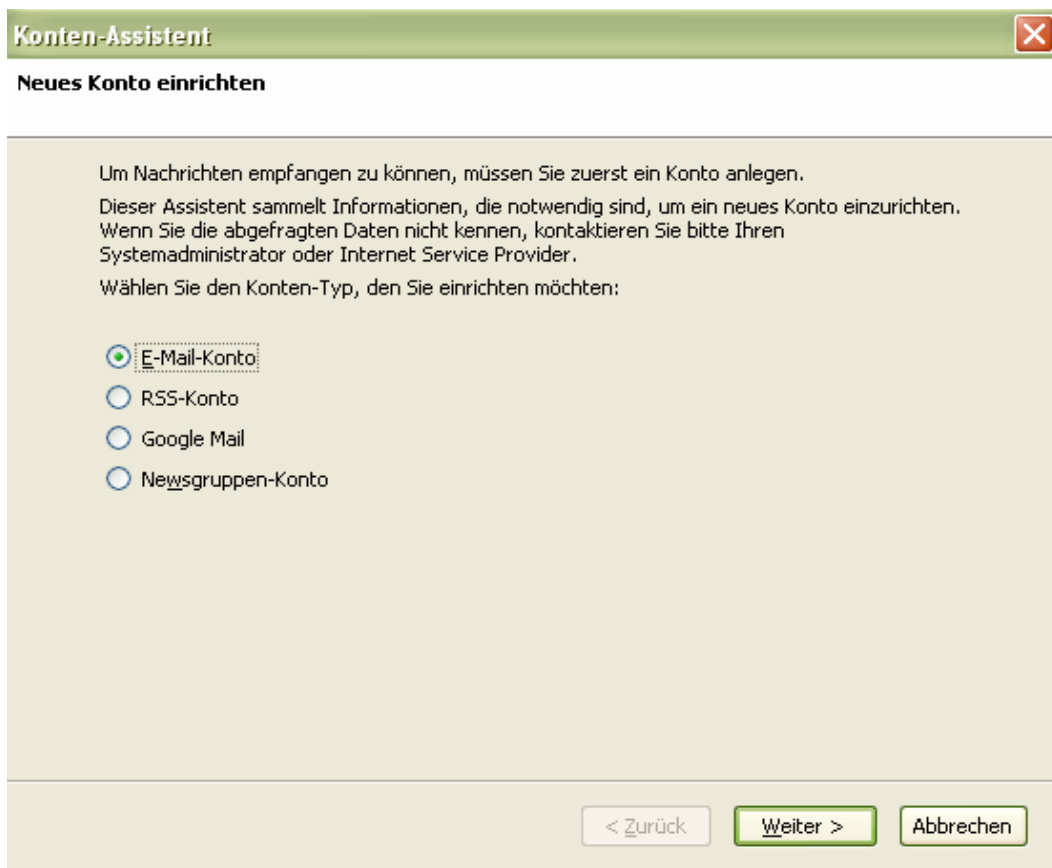 Konten-Assistent
Neues Konto einrichten
Um Nachrichten empfangen zu können, müssen Sie zuerst ein Konto anlegen.
Dieser Assistent sammelt Informationen, die notwendig sind, um ein neues Konto einzurichten.
Wenn Sie die abgefragten Daten nicht kennen, kontaktieren Sie bitte Ihren
Systemadministrator oder Internet Service Provider.
Wählen Sie den Konten-Typ, den Sie einrichten möchten:
E-Mail-Konto
RSS-Konto
Google Mail
Newsgruppen-Konto
< Zurück Weiter > Abbrechen